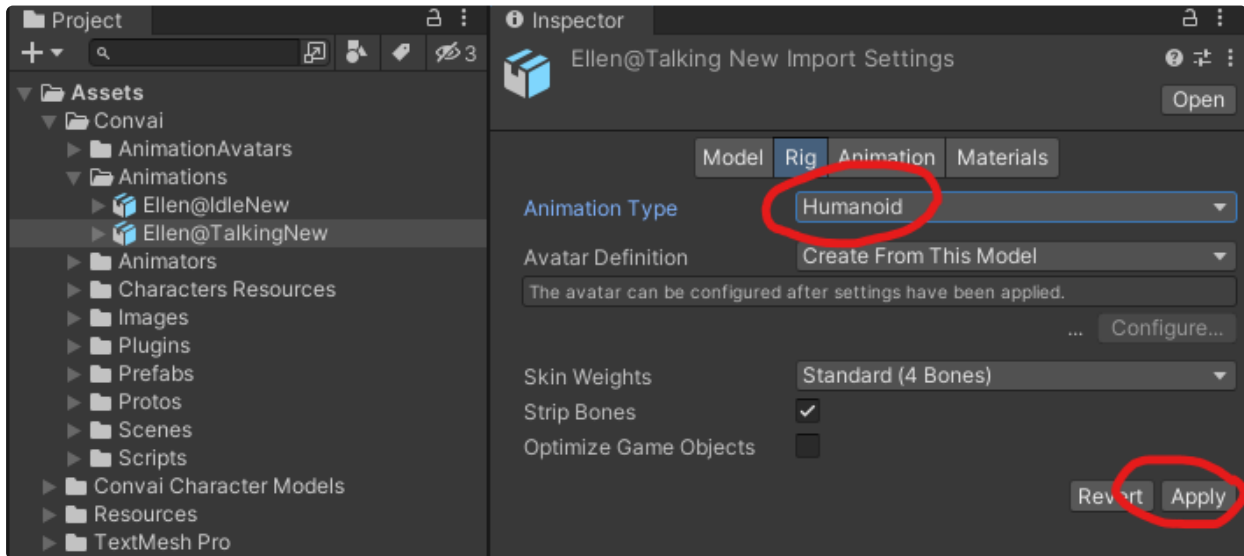 Project
3
Assets
Convai
AnimationAvatars
Animations
Ellen@IdleNew
Ellen@TalkingNew
Animators
Characters Resources
Images
Plugins
Prefabs
Protos
Scenes
Scripts
Convai Character Models
Resources
TextMesh Pro
Inspector
Ellen@Talking New Import Settings
Open
Model Rig Animation Materials
Animation Type Humanoid
Avatar Definition Create From This Model
The avatar can be configured after settings have been applied.
... Configure...
Skin Weights Standard (4 Bones)
Strip Bones
Optimize Game Objects
Revert Apply